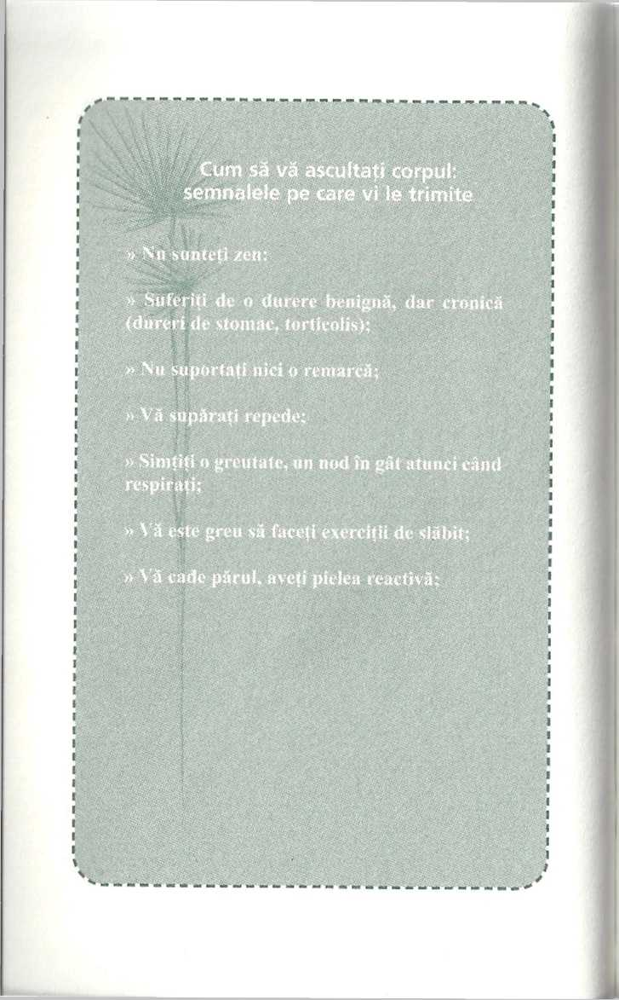 Cum să vă ascultați corpul:
semnalele pe care vi le trimite
» Nu sunteți zen:
» Suferiți de o durere benignă, dar cronică
(dureri de stomac, torticolis);
» Nu suportați nici o remarcă;
» Vă supărați repede;
» Simțiți o greutate, un nod în gât atunci când
respirați;
» Vă este greu să faceți exerciții de slăbit;
» Vă cade părul, aveți pielea reactivă;